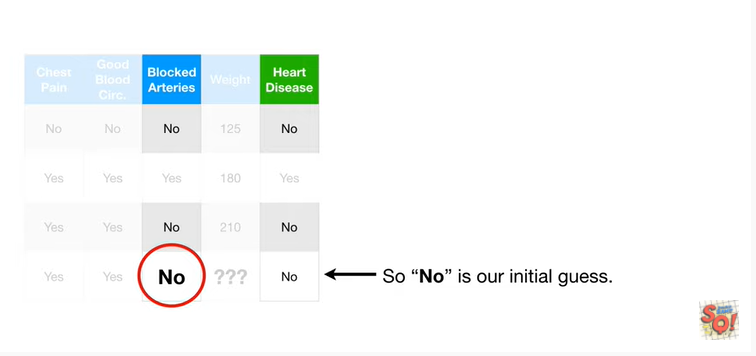 Chest Pain Good Blood Circ. Blocked Arteries Weight Heart Disease
No No No 125 No
Yes Yes Yes 180 Yes
Yes Yes No 210 No
Yes Yes No ??? No So “No” is our initial guess.
SQ!